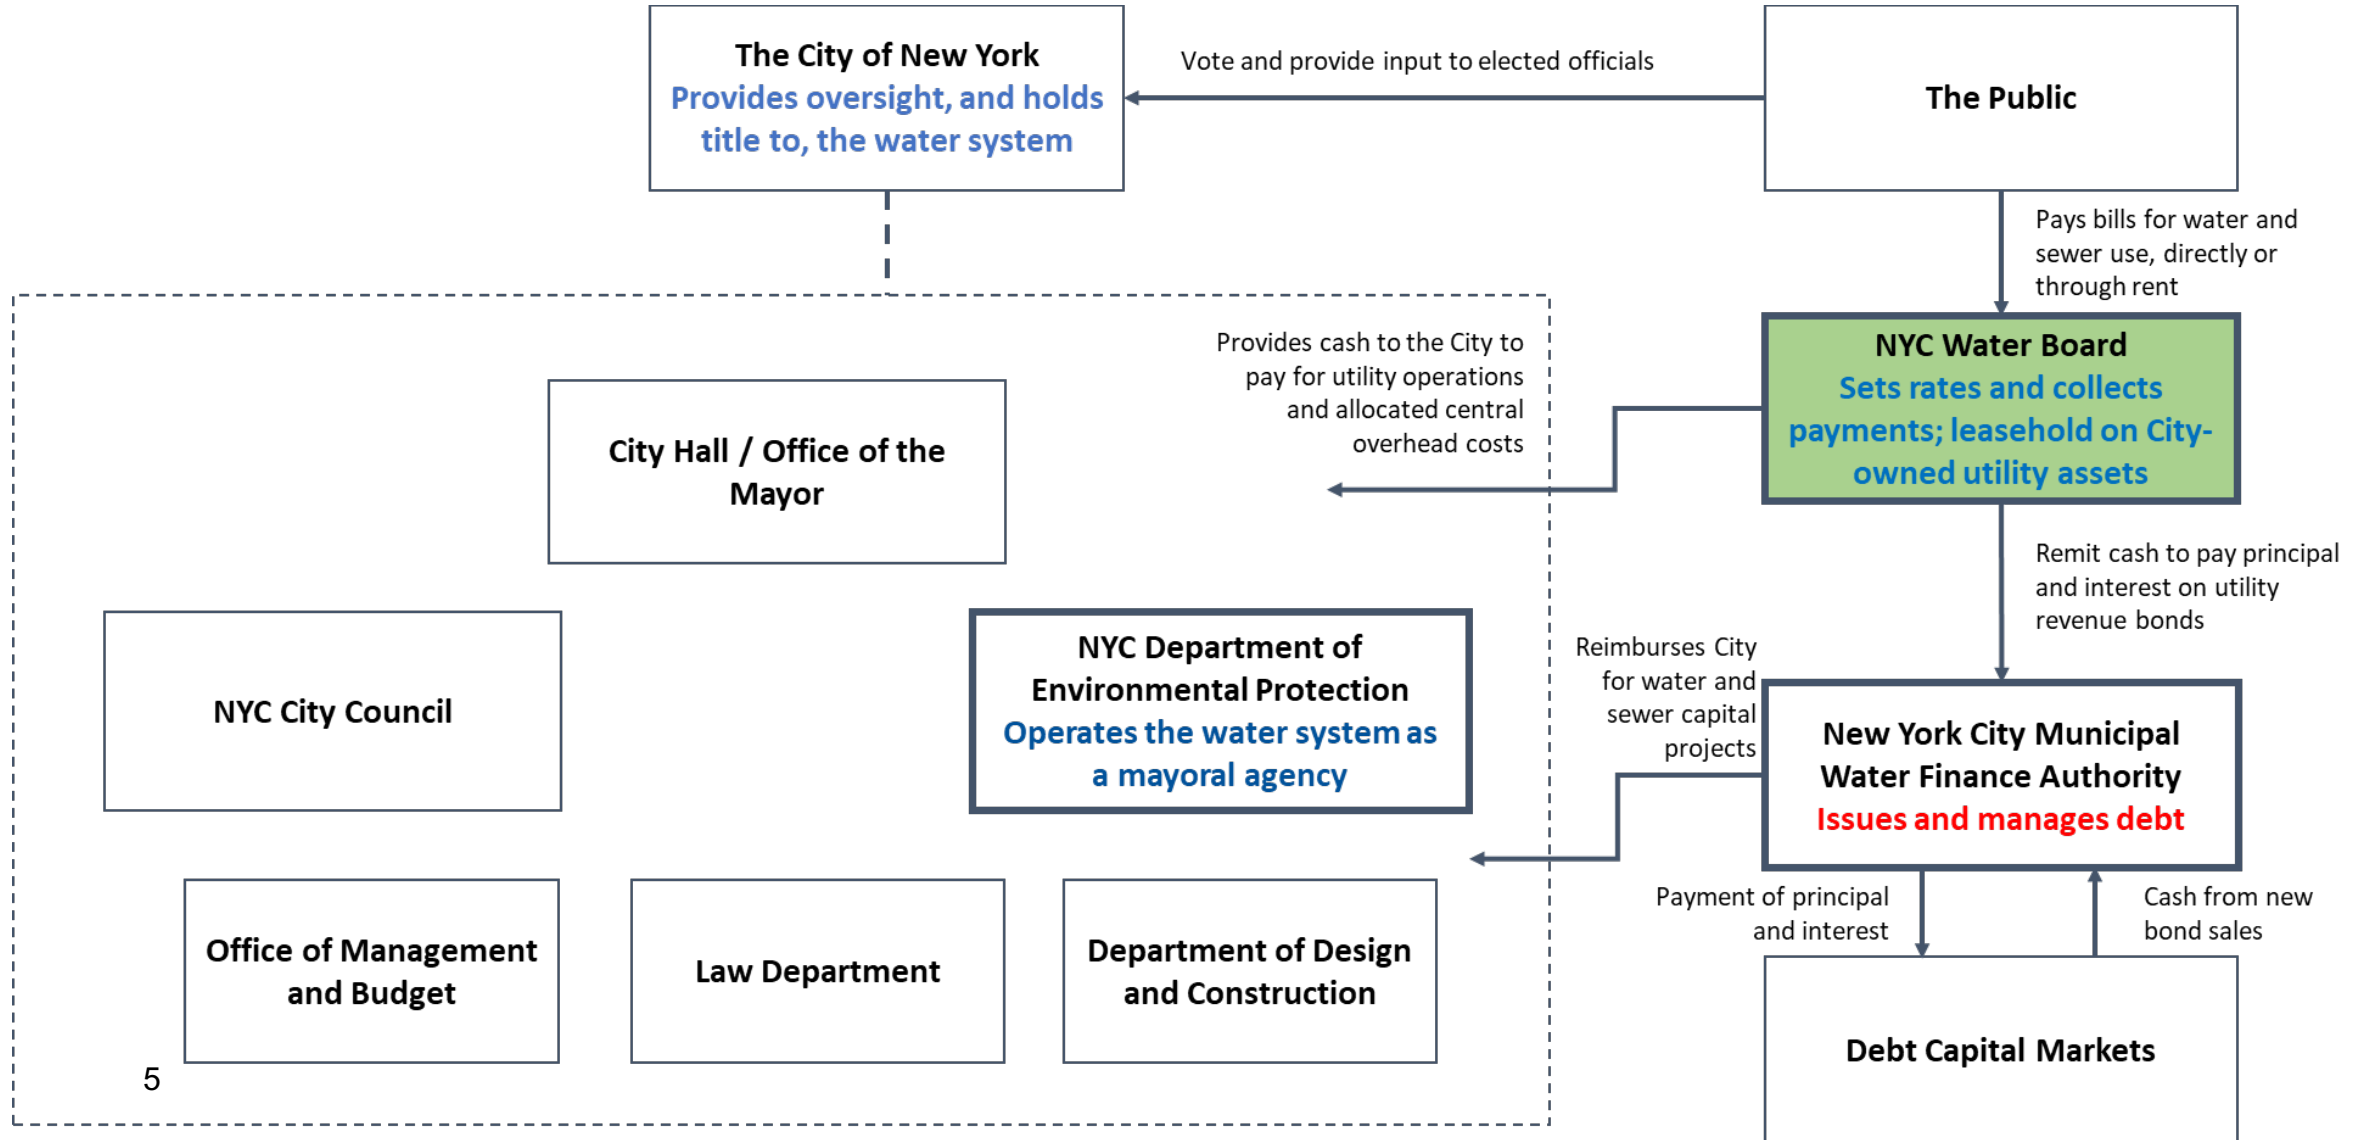 The City of New York
Provides oversight, and holds
title to, the water system
Vote and provide input to elected officials
The Public
Pays bills for water and
sewer use, directly or
through rent
Provides cash to the City to
pay for utility operations
and allocated central
overhead costs
NYC Water Board
Sets rates and collects
payments; leasehold on City-
owned utility assets
City Hall / Office of the
Mayor
Remit cash to pay principal
and interest on utility
revenue bonds
NYC City Council
NYC Department of
Environmental Protection
Operates the water system as
a mayoral agency
Reimburses City
for water and
sewer capital
projects
New York City Municipal
Water Finance Authority
Issues and manages debt
Payment of principal
and interest
Cash from new
bond sales
Office of Management
and Budget
Law Department
Department of Design
and Construction
Debt Capital Markets
5